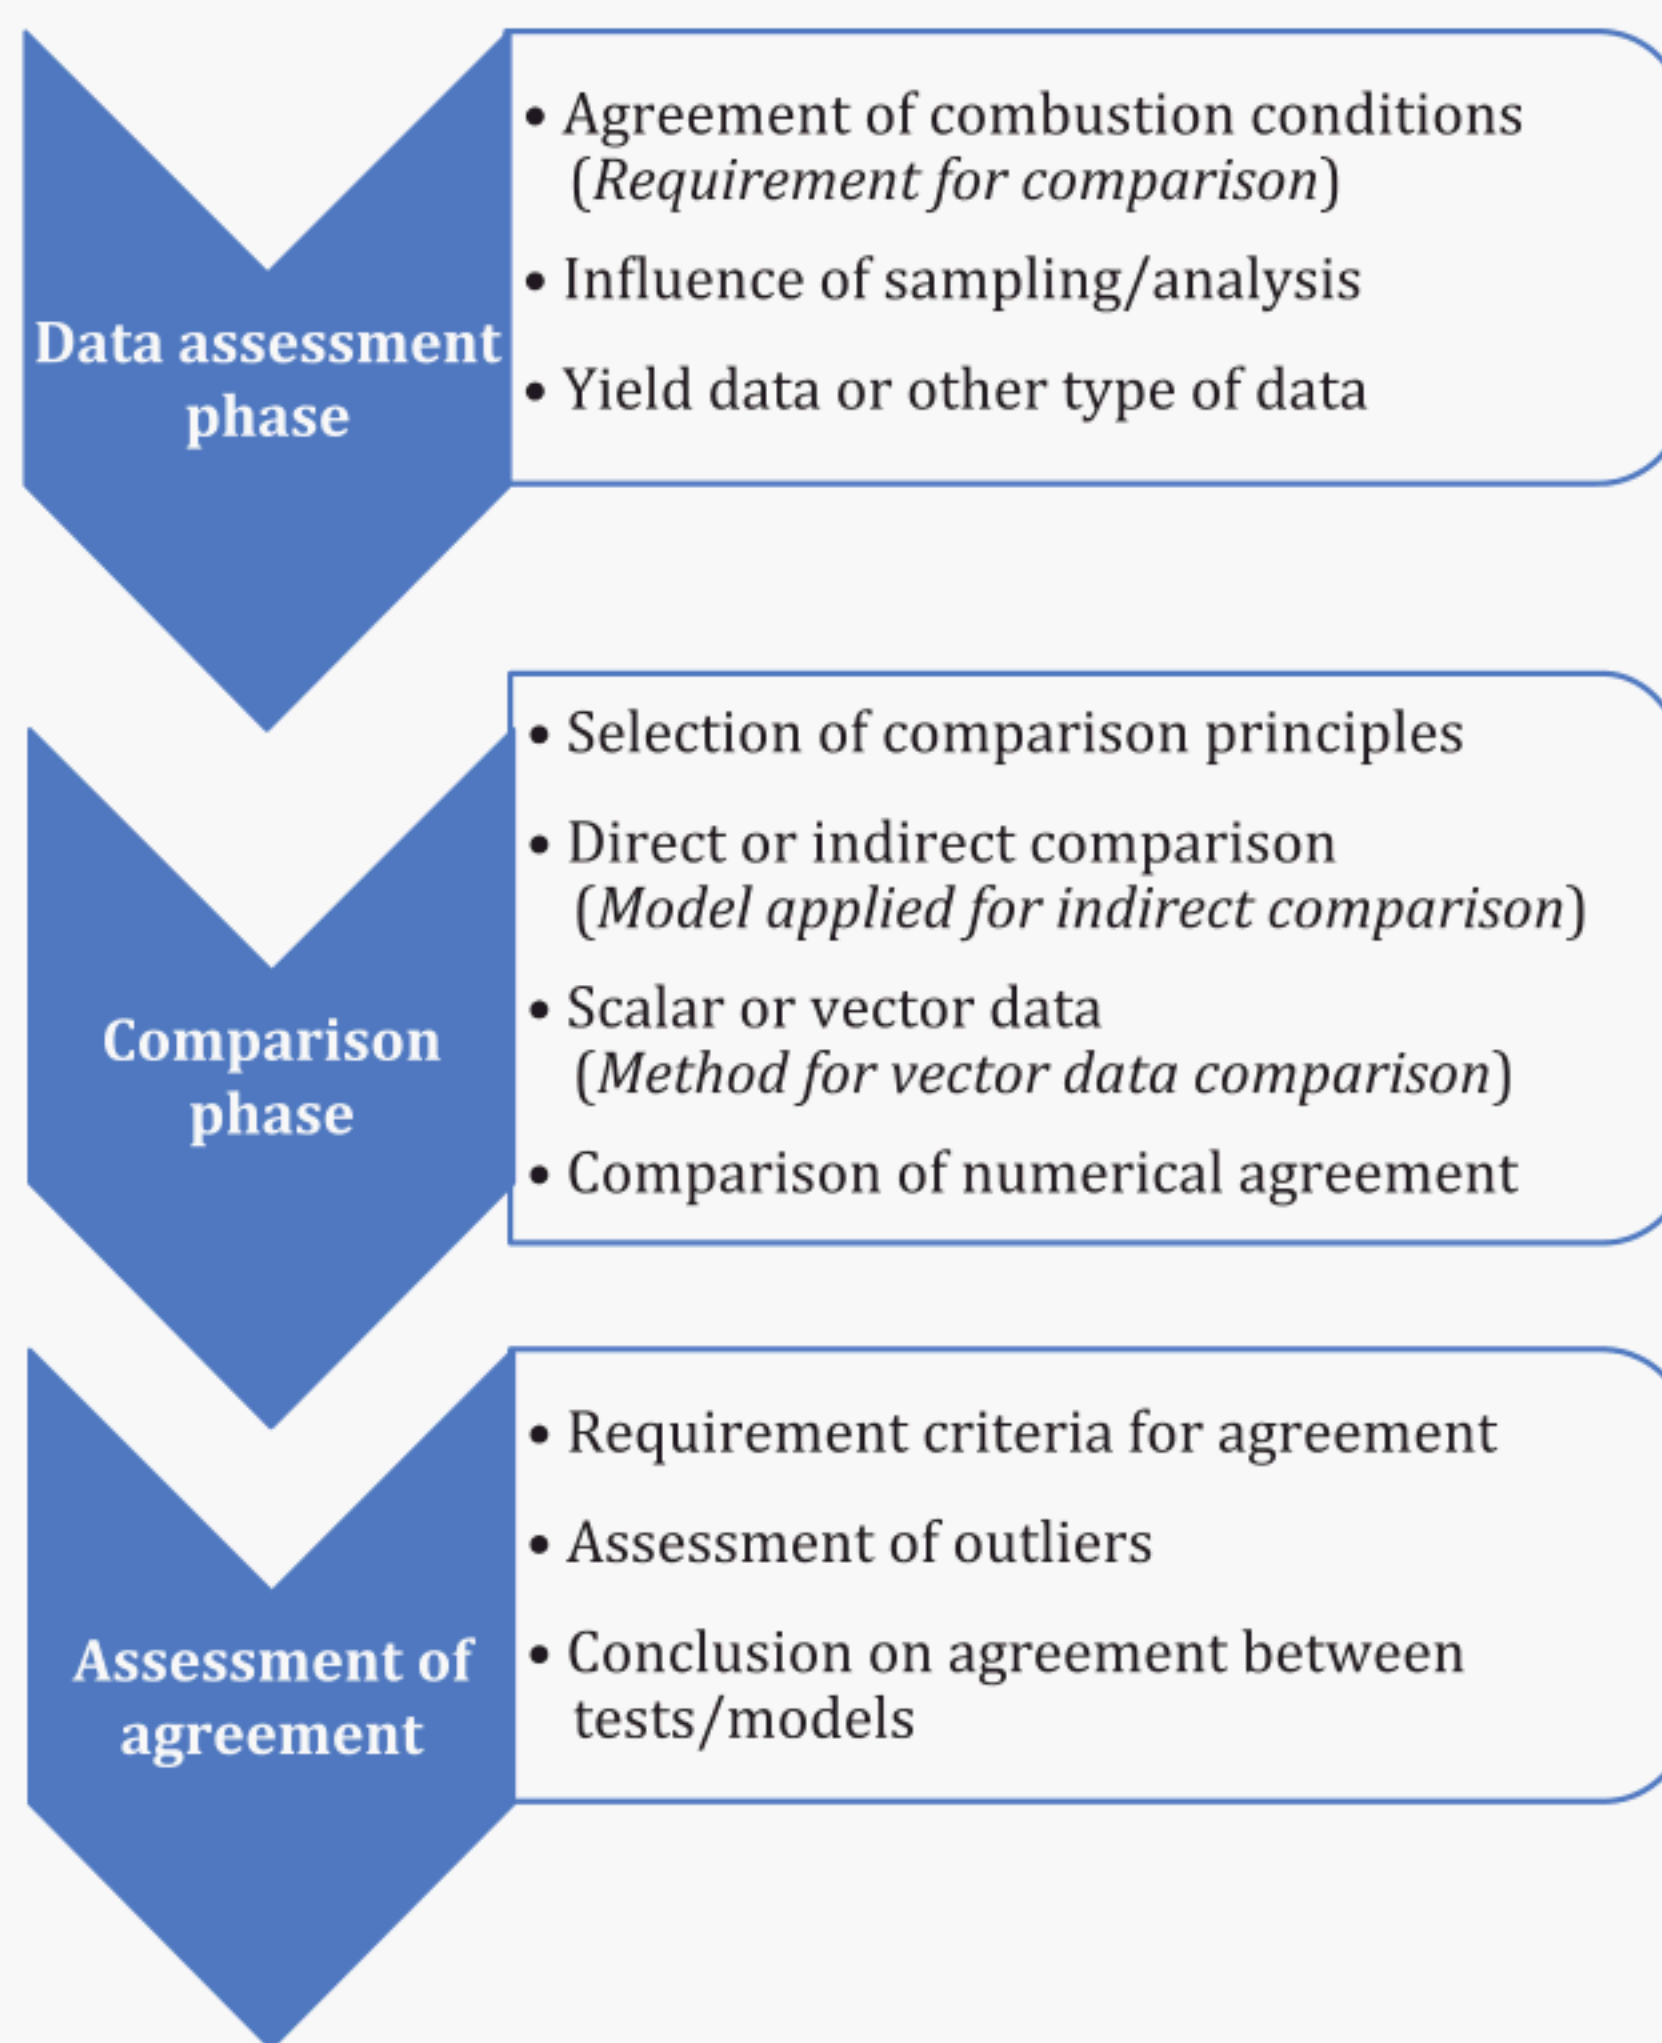 Data assessment
phase
• Agreement of combustion conditions
(Requirement for comparison)
• Influence of sampling/analysis
• Yield data or other type of data
Comparison
phase
• Selection of comparison principles
• Direct or indirect comparison
(Model applied for indirect comparison)
• Scalar or vector data
(Method for vector data comparison)
• Comparison of numerical agreement
Assessment of
agreement
• Requirement criteria for agreement
• Assessment of outliers
• Conclusion on agreement between
tests/models